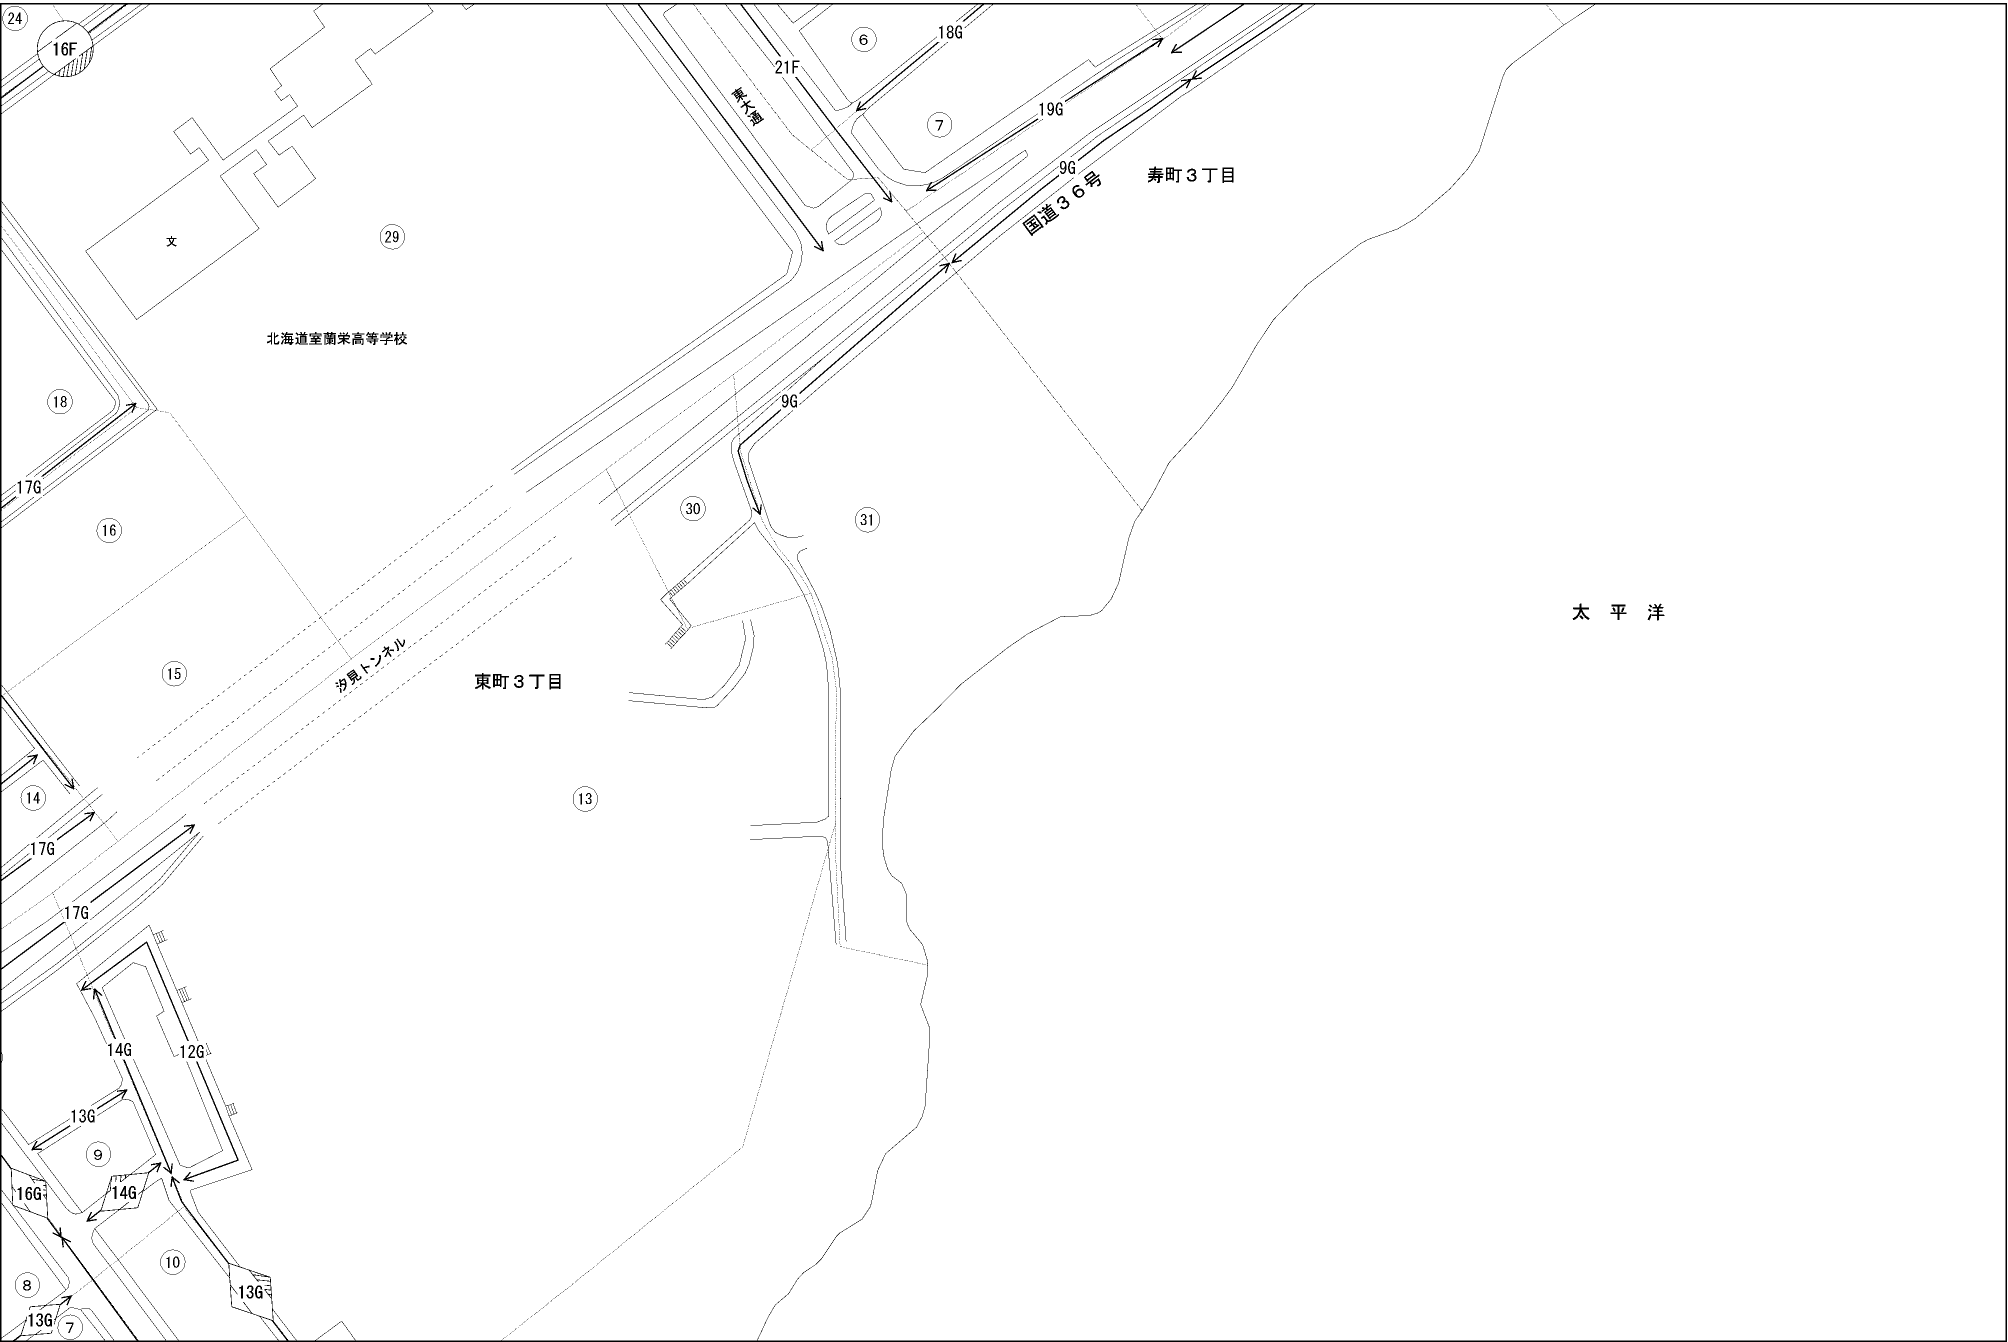 24
16F
6
18G
21F
東大通
7
19G
9G
寿町３丁目
国道３６号
文
29
北海道室蘭栄高等学校
18
9G
17G
16
30
31
太平洋
15
汐見トンネル
東町３丁目
14
13
17G
17G
14G
12G
13G
9
16G
14G
10
8
13G
13G
7